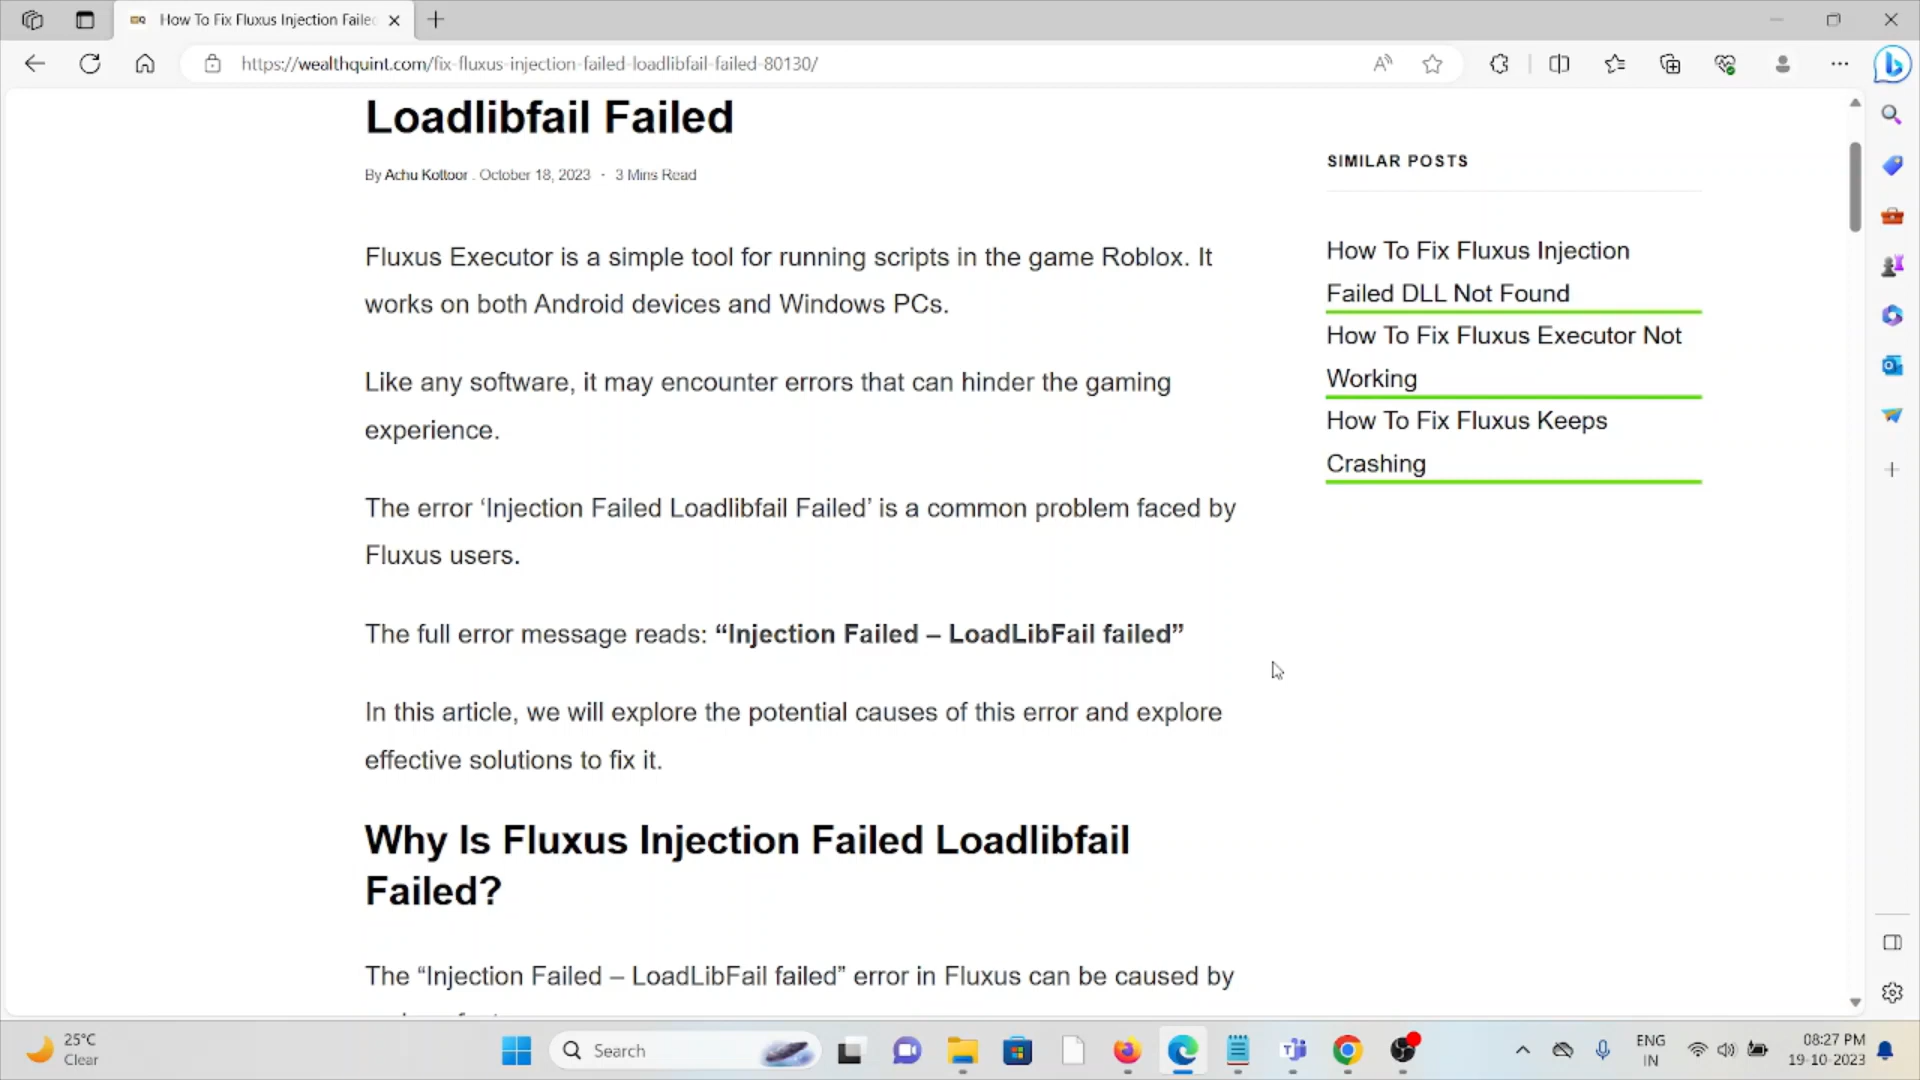 How To Fix Fluxus Injection Failed
https://wealthquint.com/fix-fluxus-injection-failed-loadlibfail-failed-80130/
Loadlibfail Failed
By Achu Kottoor . October 18, 2023 - 3 Mins Read
Fluxus Executor is a simple tool for running scripts in the game Roblox. It
works on both Android devices and Windows PCs.
Like any software, it may encounter errors that can hinder the gaming
experience.
The error ‘Injection Failed Loadlibfail Failed’ is a common problem faced by
Fluxus users.
The full error message reads: “Injection Failed – LoadLibFail failed”
In this article, we will explore the potential causes of this error and explore
effective solutions to fix it.
Why Is Fluxus Injection Failed Loadlibfail
Failed?
The “Injection Failed – LoadLibFail failed” error in Fluxus can be caused by
SIMILAR POSTS
How To Fix Fluxus Injection
Failed DLL Not Found
How To Fix Fluxus Executor Not
Working
How To Fix Fluxus Keeps
Crashing
25°C
Clear
Search
ENG
IN
08:27 PM
19-10-2023